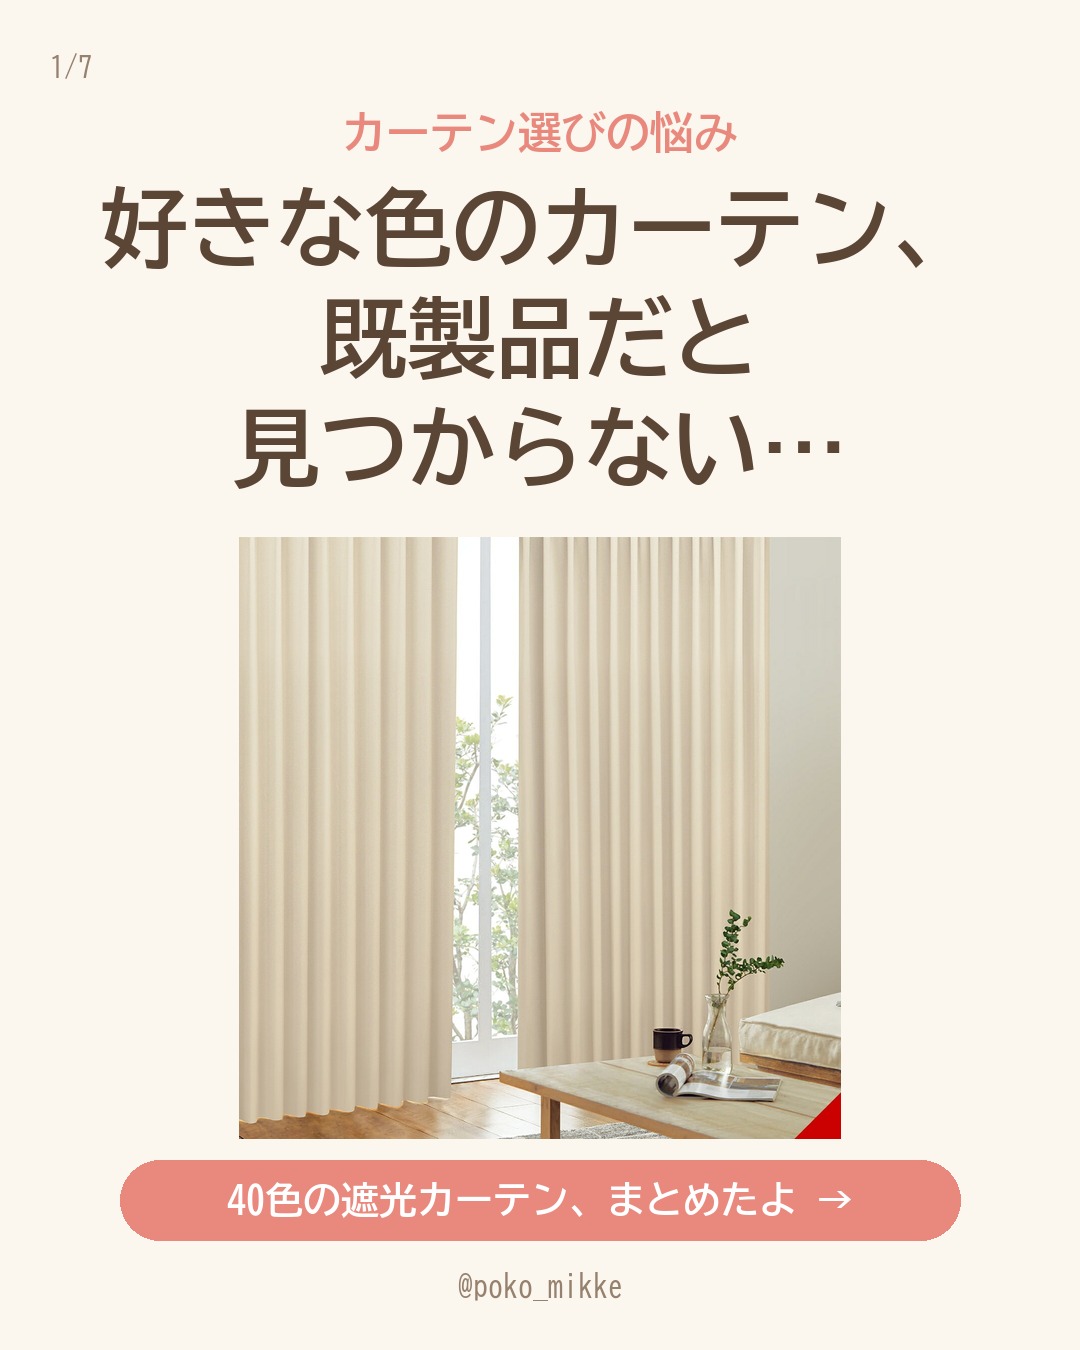 1/7
カーテン選びの悩み
好きな色のカーテン、
既製品だと
見つからない…
40色の遮光カーテン、まとめたよ →
@poko_mikke